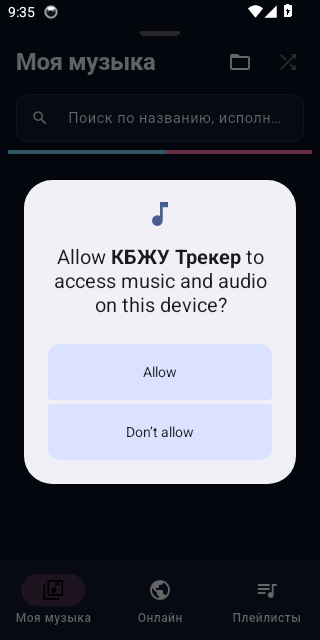 9:35
Моя музыка
Поиск по названию, исполн...
Allow КБЖУ Трекер to
access music and audio
on this device?
Allow
Don't allow
Моя музыка
Онлайн
Плейлисты